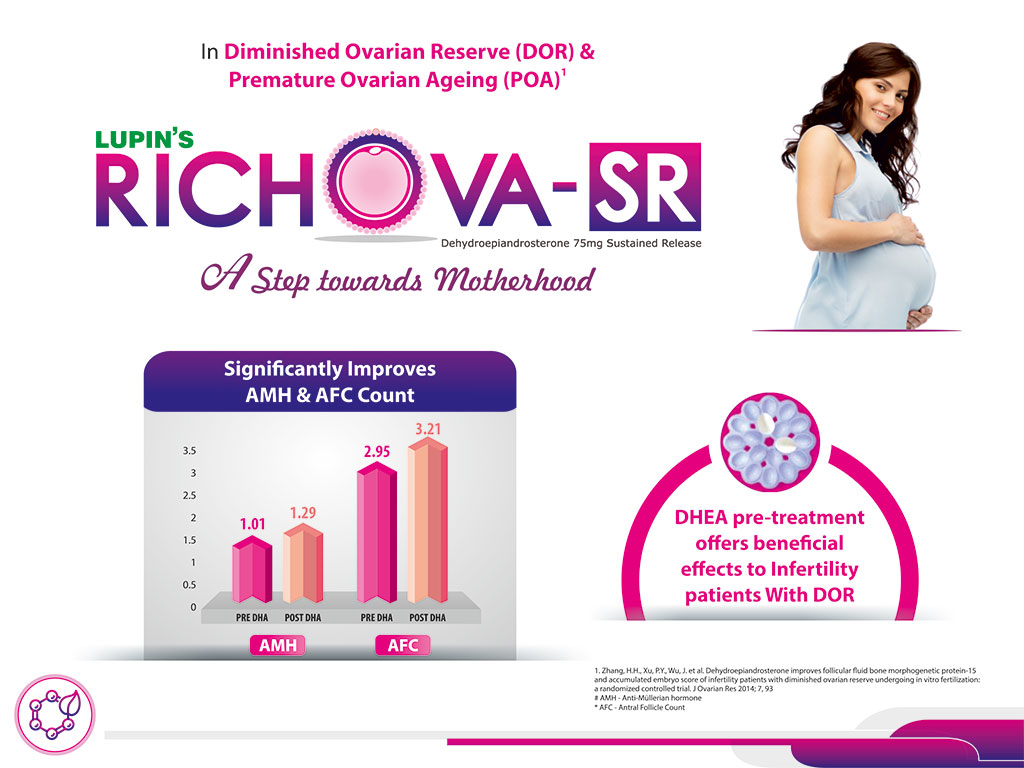 In Diminished Ovarian Reserve (DOR) &
Premature Ovarian Ageing (POA)1
LUPIN'S
RICHOVA-SR
Dehydroepiandrosterone 75mg Sustained Release
A Step towards Motherhood
Significantly Improves
AMH & AFC Count
3.5
3
2.5
2
1.5
1
0.5
0
1.01
1.29
2.95
3.21
PRE DHA
POST DHA
PRE DHA
POST DHA
AMH
AFC
DHEA pre-treatment
offers beneficial
effects to Infertility
patients With DOR
1. Zhang, H.H., Xu, P.Y., Wu, J. et al. Dehydroepiandrosterone improves follicular fluid bone morphogenetic protein-15
and accumulated embryo score of infertility patients with diminished ovarian reserve undergoing in vitro fertilization:
a randomized controlled trial. J Ovarian Res 2014; 7, 93
# AMH - Anti-Müllerian hormone
* AFC - Antral Follicle Count